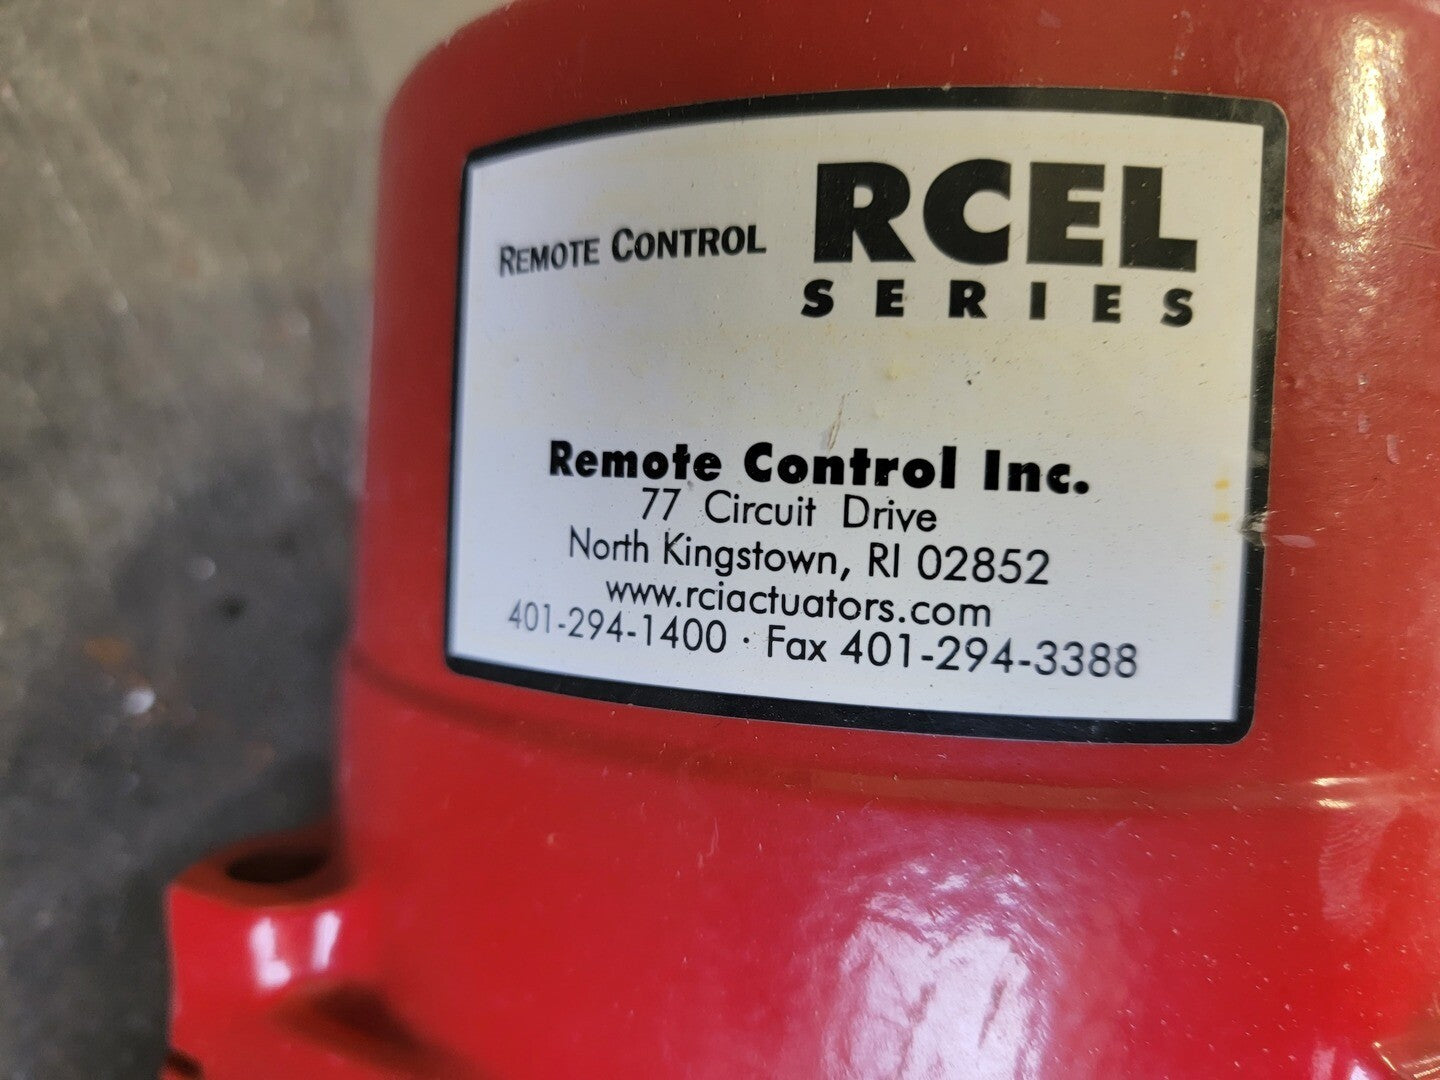 REMOTE CONTROL RCEL
SERIES
Remote Control Inc.
77 Circuit Drive
North Kingstown, RI 02852
www.rciactuators.com
401-294-1400 · Fax 401-294-3388